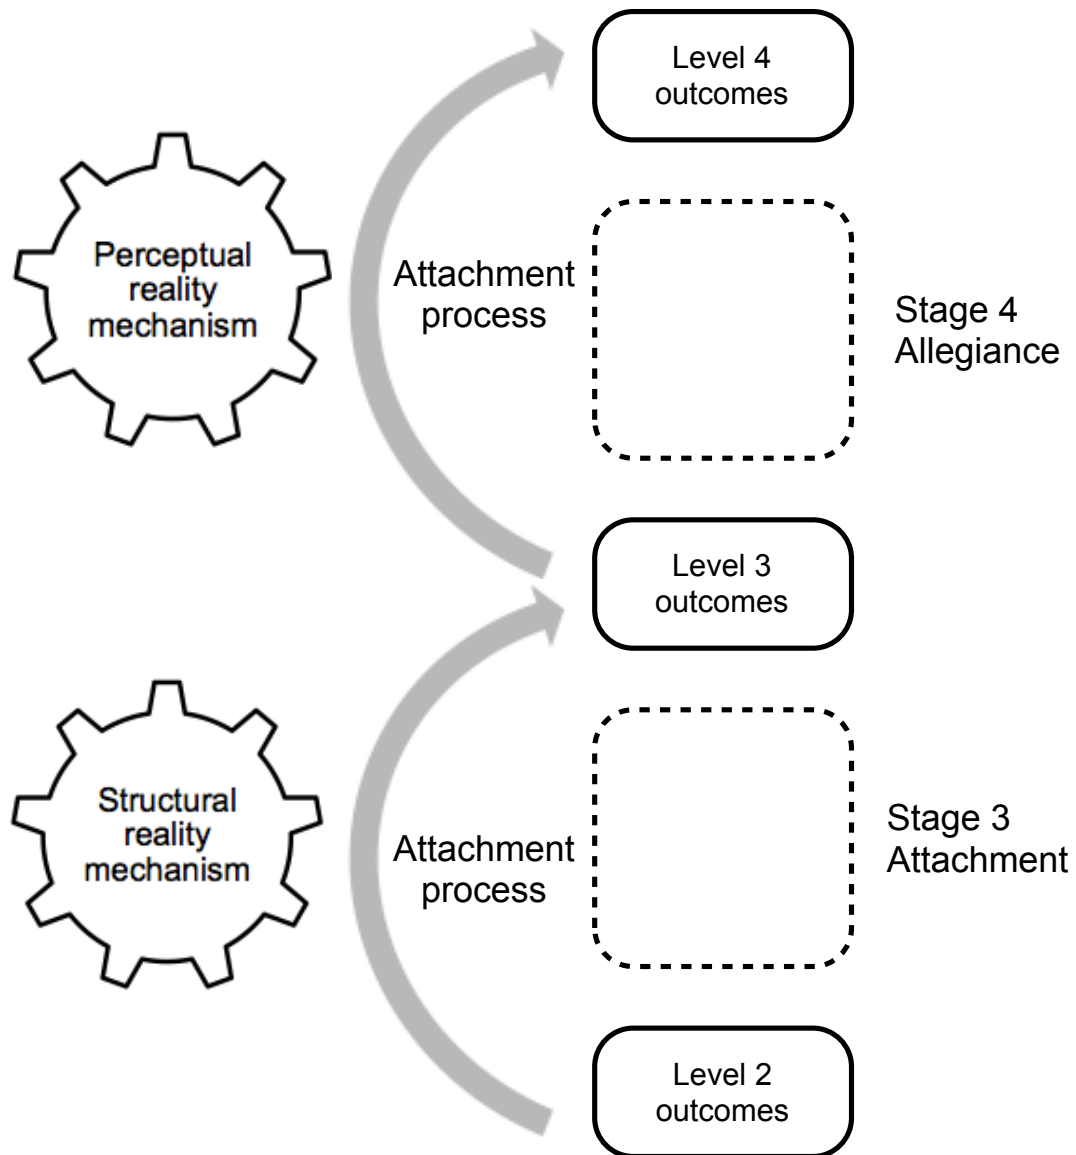 Level 4
outcomes
Perceptual
reality
mechanism
Attachment
process
Stage 4
Allegiance
Level 3
outcomes
Structural
reality
mechanism
Attachment
process
Stage 3
Attachment
Level 2
outcomes